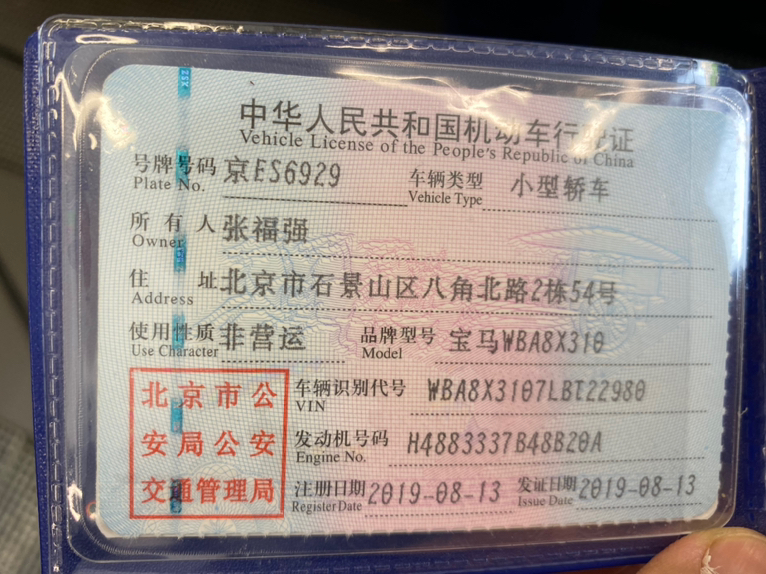 中华人民共和国机动车行驶证
Vehicle License of the People's Republic of China
号牌号码 京ES6929 车辆类型 小型轿车
Plate No. Vehicle Type
所有人 张福强
Owner
住址 北京市石景山区八角北路2栋54号
Address
使用性质 非营运 品牌型号 宝马WBA8X310
Use Character Model
北京市公安局公安交通管理局
车辆识别代号 WBA8X3107LBT22980
VIN
发动机号码 H4883337B48B20A
Engine No.
注册日期 2019-08-13 发证日期 2019-08-13
Register Date Issue Date